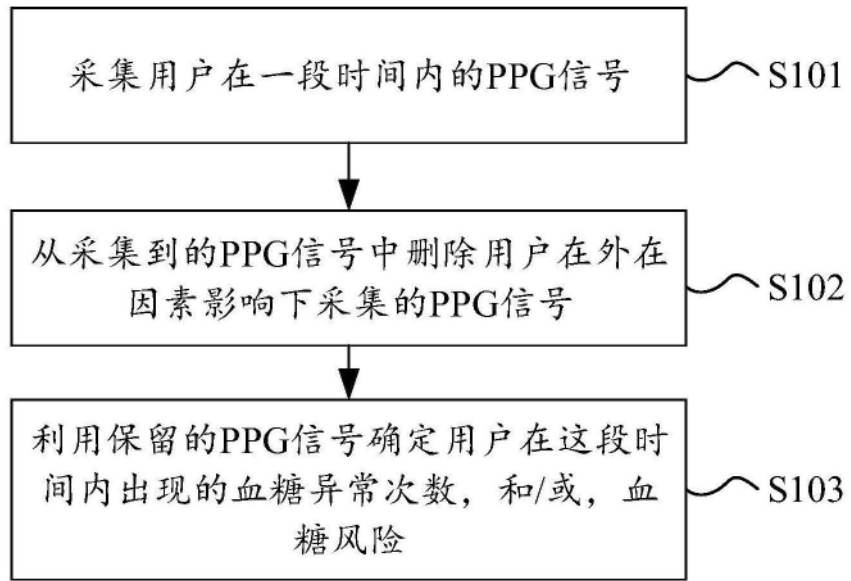 采集用户在一段时间内的PPG信号
S101
从采集到的PPG信号中删除用户在外在
因素影响下采集的PPG信号
S102
利用保留的PPG信号确定用户在这段时
间内出现的血糖异常次数，和/或，血
糖风险
S103